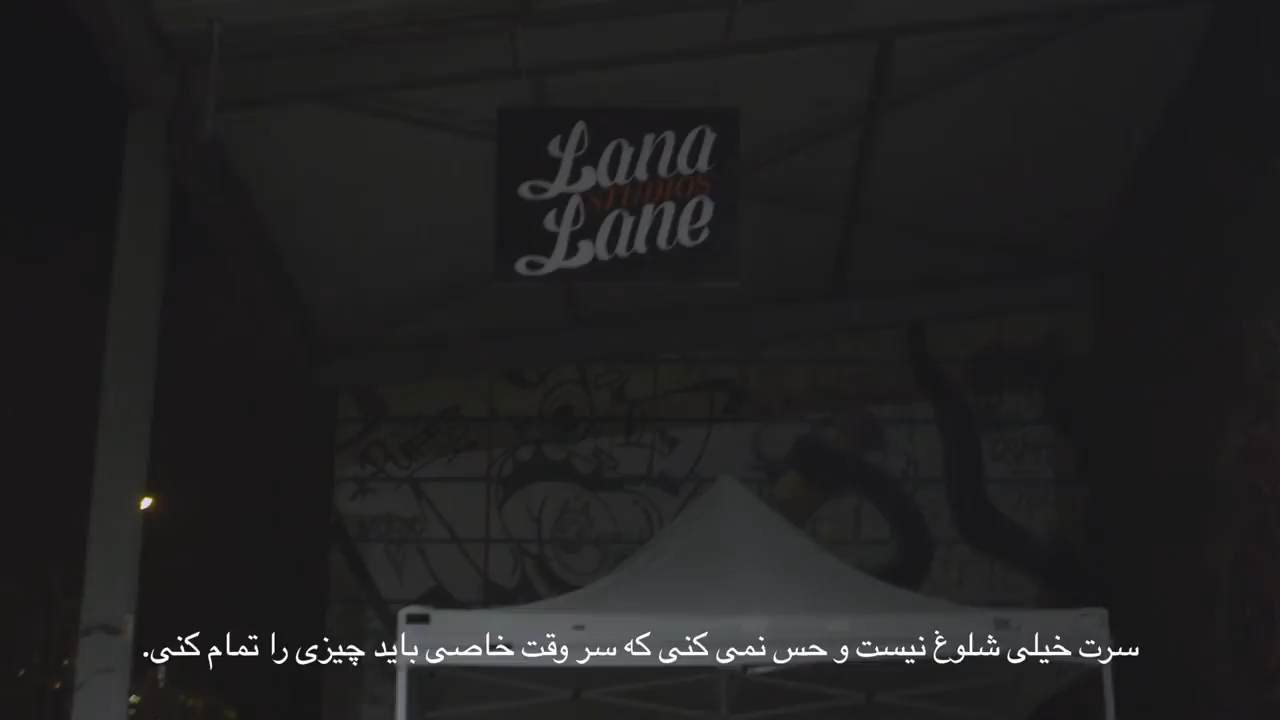 Lana
STUDIOS
Lane
سرت خیلی شلوغ نیست و حس نمی کنی که سر وقت خاصی باید چیزی را تمام کنی.